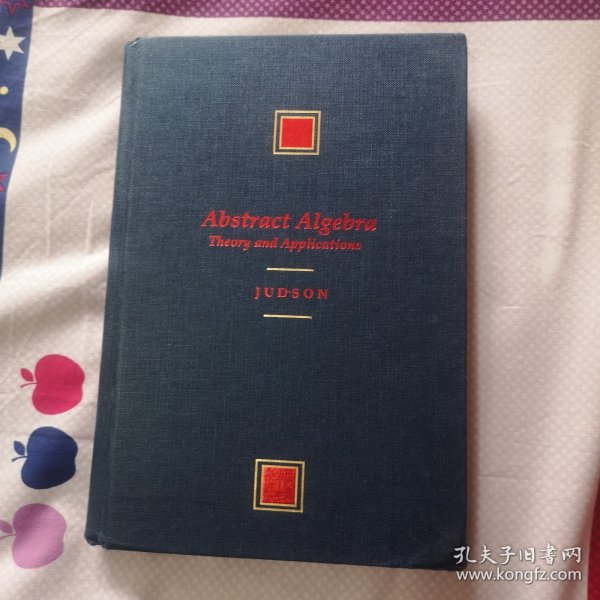 Abstract Algebra
Theory and Applications
JUDSON
孔夫子旧书网
www.kongfz.com